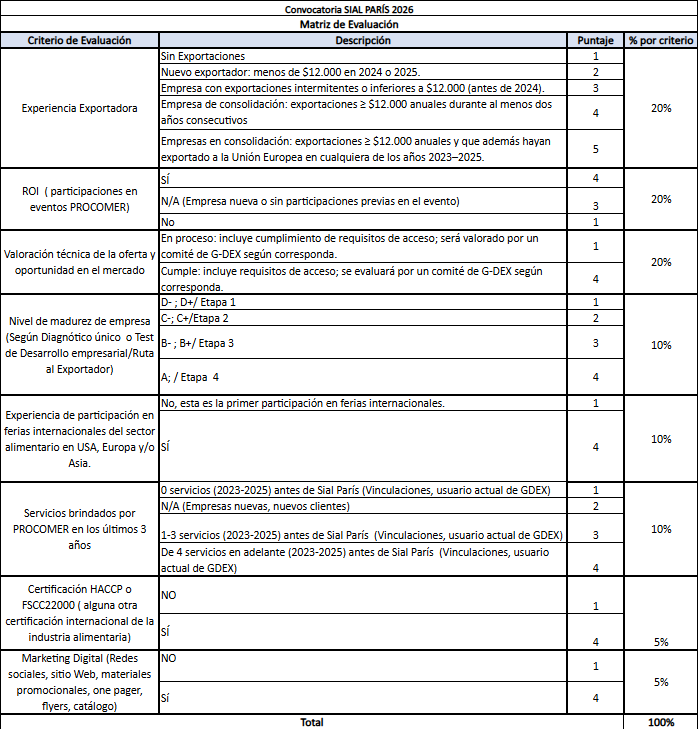 Convocatoria SIAL PARÍS 2026
Matriz de Evaluación
Criterio de Evaluación Descripción Puntaje % por criterio
Experiencia Exportadora
Sin Exportaciones 1
Nuevo exportador: menos de $12.000 en 2024 o 2025. 2
Empresa con exportaciones intermitentes o inferiores a $12.000 (antes de 2024). 3
Empresa de consolidación: exportaciones ≥ $12.000 anuales durante al menos dos
años consecutivos
4
Empresas en consolidación: exportaciones ≥ $12.000 anuales y que además hayan
exportado a la Unión Europea en cualquiera de los años 2023–2025.
5
20%
ROI ( participaciones en
eventos PROCOMER)
SÍ 4
N/A (Empresa nueva o sin participaciones previas en el evento) 3
No 1
20%
Valoración técnica de la oferta y
oportunidad en el mercado
En proceso: incluye cumplimiento de requisitos de acceso; será valorado por un
comité de G-DEX según corresponda.
1
Cumple: incluye requisitos de acceso; se evaluará por un comité de G-DEX según
corresponda.
4
20%
Nivel de madurez de empresa
(Según Diagnótico único o Test
de Desarrollo empresarial/Ruta
al Exportador)
D- ; D+/ Etapa 1 1
C-; C+/Etapa 2 2
B- ; B+/ Etapa 3 3
A; / Etapa 4 4
10%
Experiencia de participación en
ferias internacionales del sector
alimentario en USA, Europa y/o
Asia.
No, esta es la primer participación en ferias internacionales. 1
SÍ 4
10%
Servicios brindados por
PROCOMER en los últimos 3
años
0 servicios (2023-2025) antes de Sial París (Vinculaciones, usuario actual de GDEX) 1
N/A (Empresas nuevas, nuevos clientes) 2
1-3 servicios (2023-2025) antes de Sial París (Vinculaciones, usuario actual de GDEX) 3
De 4 servicios en adelante (2023-2025) antes de Sial París (Vinculaciones, usuario
actual de GDEX)
4
10%
Certificación HACCP o
FSCC22000 ( alguna otra
certificación internacional de la
industria alimentaria)
NO 1
SÍ 4
5%
Marketing Digital (Redes
sociales, sitio Web, materiales
promocionales, one pager,
flyers, catálogo)
NO 1
SÍ 4
5%
Total 100%